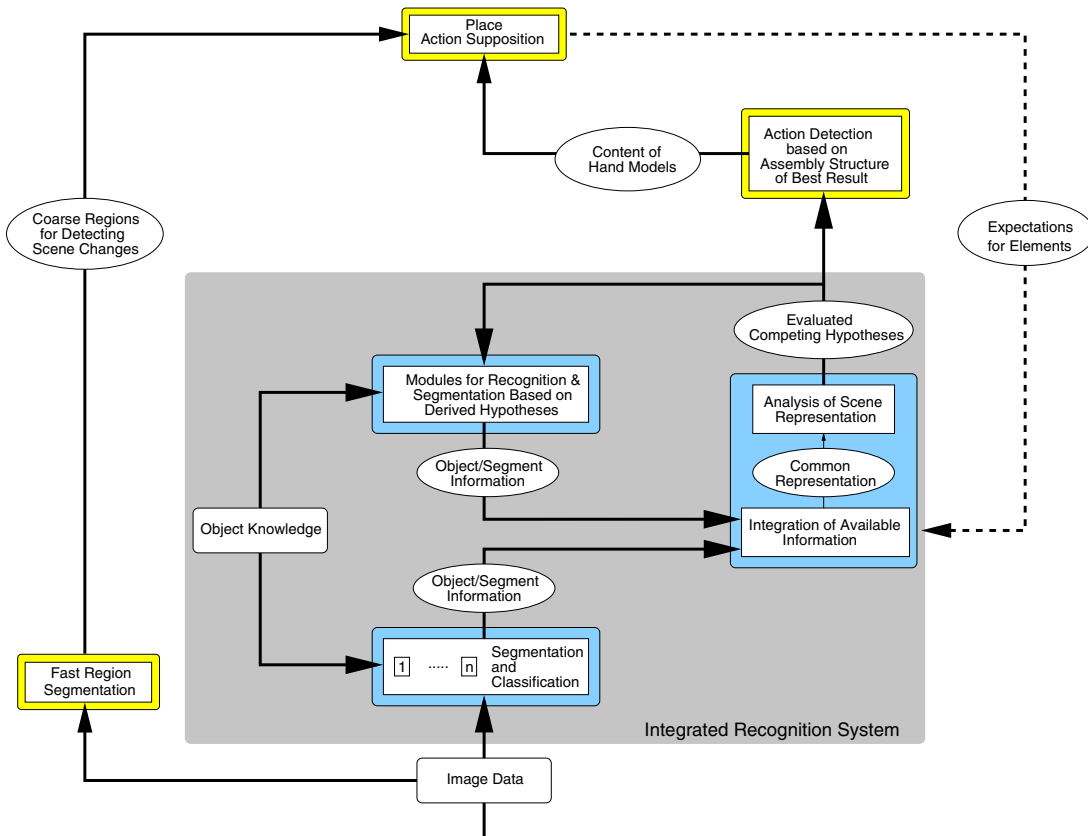 Place
Action Supposition
Action Detection
based on
Assembly Structure
of Best Result
Content of
Hand Models
Coarse Regions
for Detecting
Scene Changes
Expectations
for Elements
Evaluated
Competing Hypotheses
Modules for Recognition &
Segmentation Based on
Derived Hypotheses
Analysis of Scene
Representation
Object/Segment
Information
Common
Representation
Object Knowledge
Integration of Available
Information
Object/Segment
Information
1 ..... n
Segmentation
and
Classification
Fast Region
Segmentation
Integrated Recognition System
Image Data